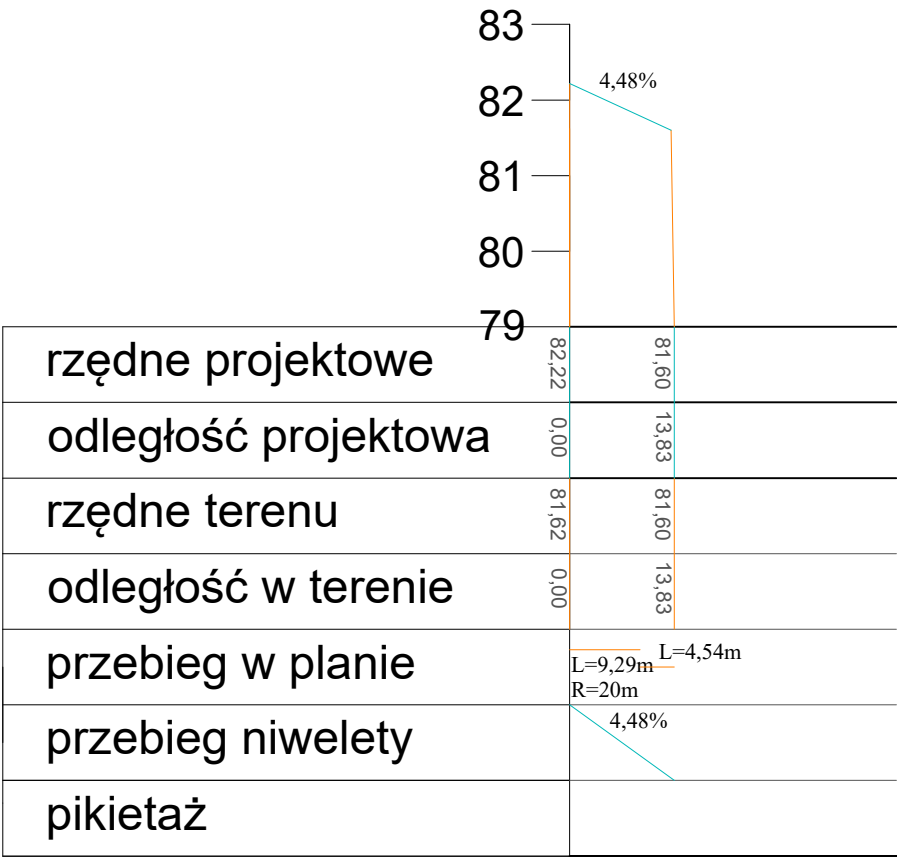 83
82
4,48%
81
80
79
rzędne projektowe 82,22 81,60
odległość projektowa 0,00 13,83
rzędne terenu 81,62 81,60
odległość w terenie 0,00 13,83
przebieg w planie L=9,29m L=4,54m
R=20m
przebieg niwelety 4,48%
pikietaż